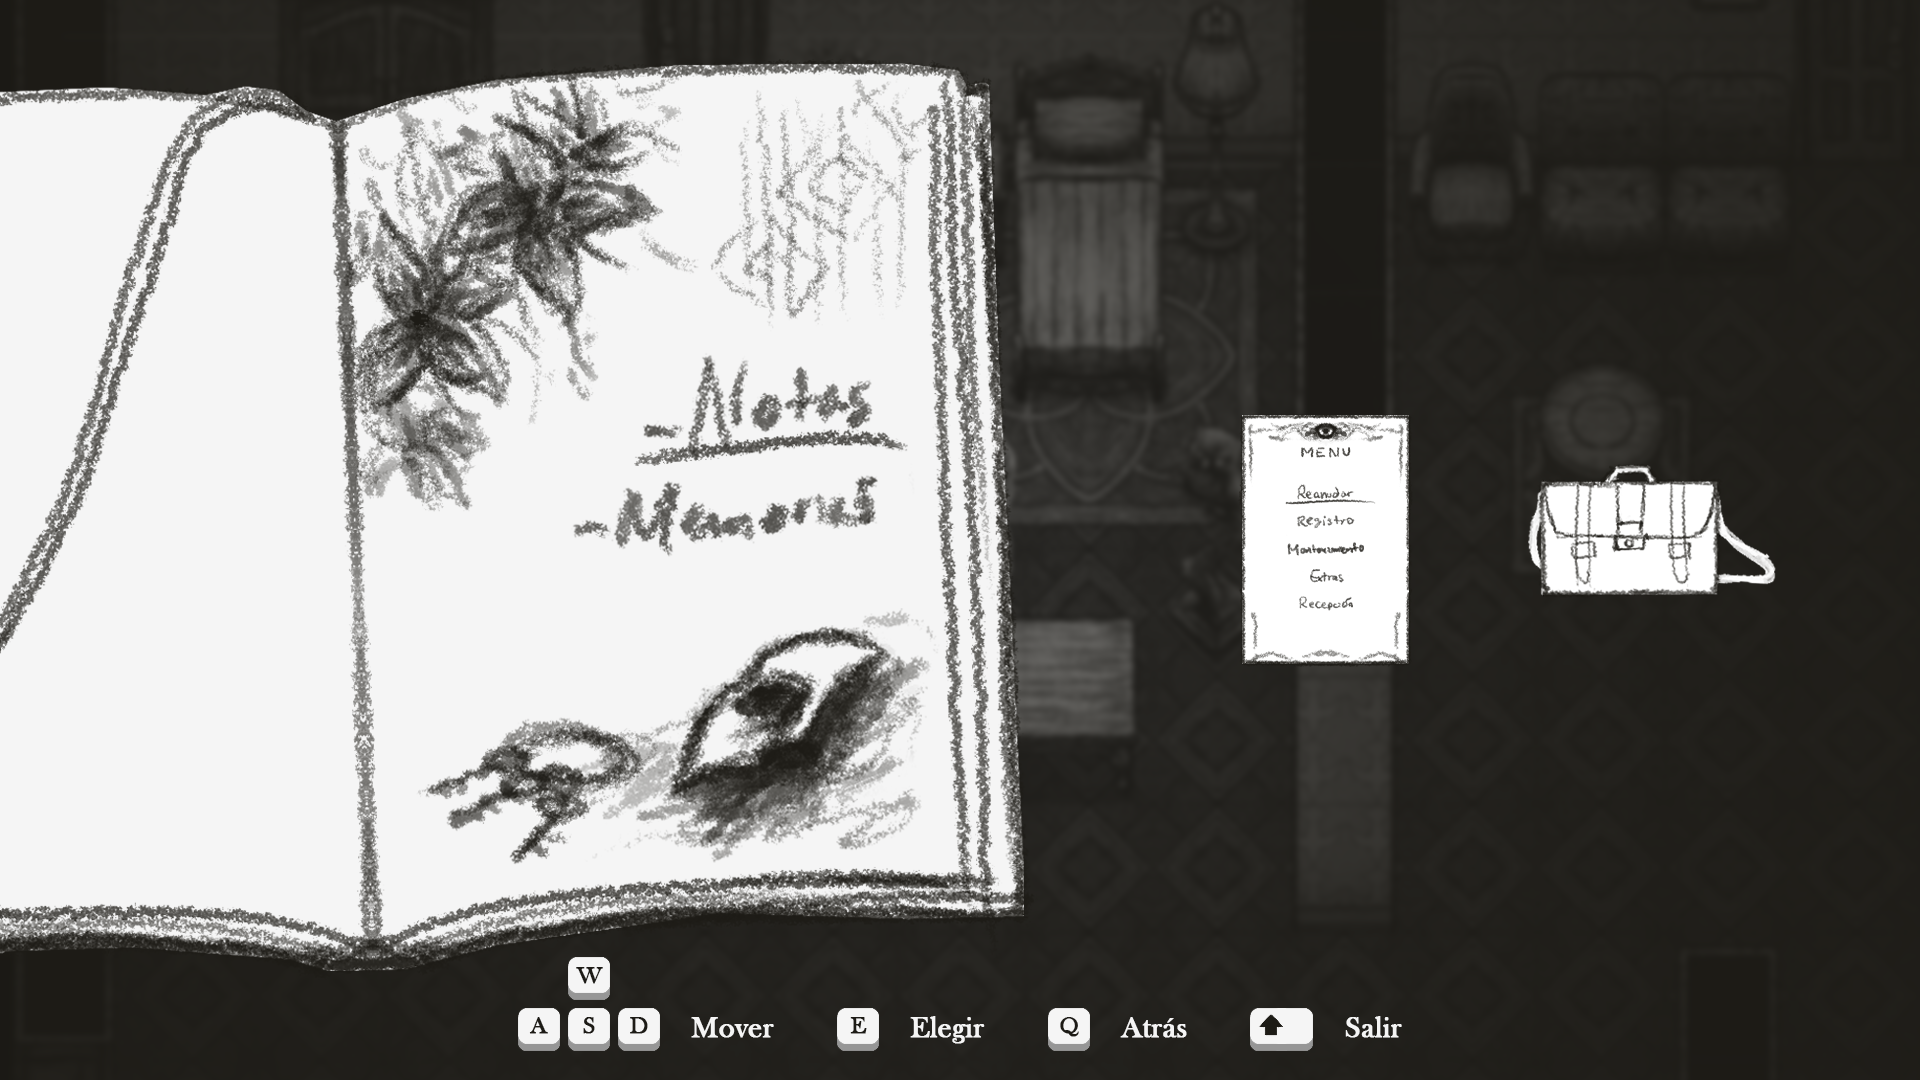 -Notas
-Memorias
MENU
Reanudar
Registro
Mantenimiento
Extras
Recepción
W
A S D Mover E Elegir Q Atrás Salir